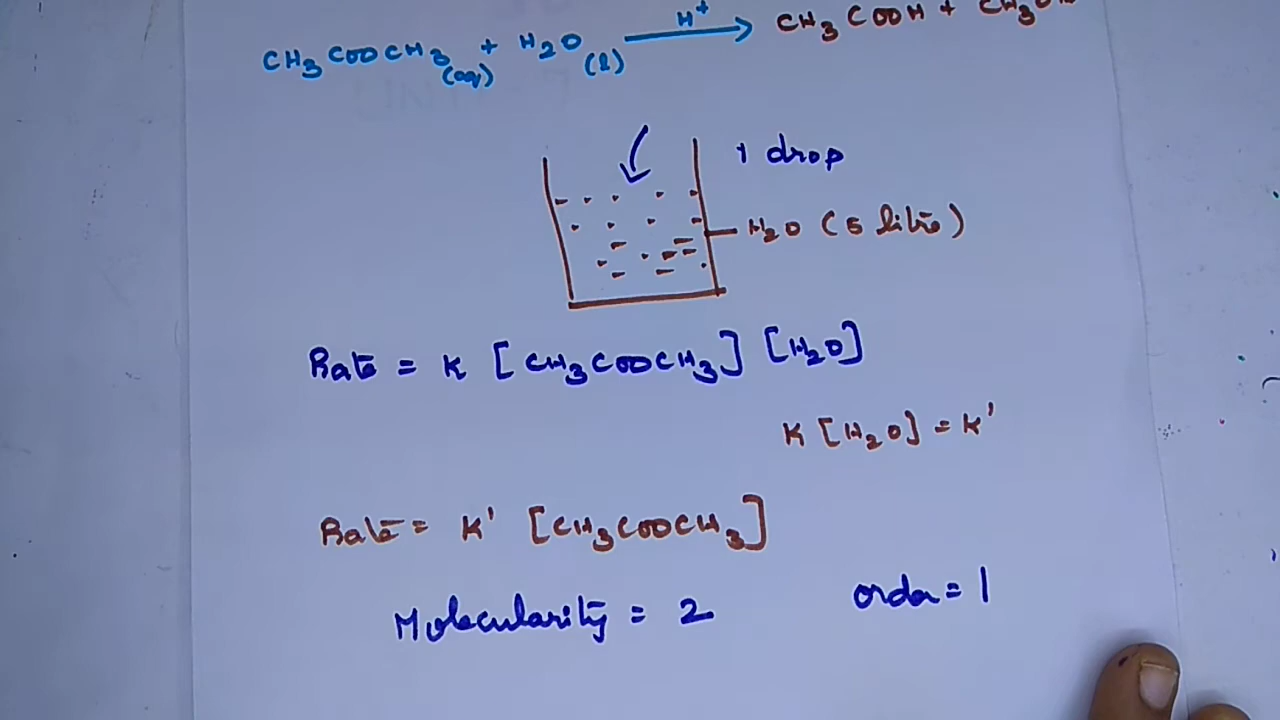 CH3COOCH3(aq) + H2O(l) H+→ CH3COOH + CH3OH
1 drop
H2O (5 litre)
Rate = K [CH3COOCH3] [H2O]
K [H2O] = K'
Rate = K' [CH3COOCH3]
Molecularity = 2
order = 1